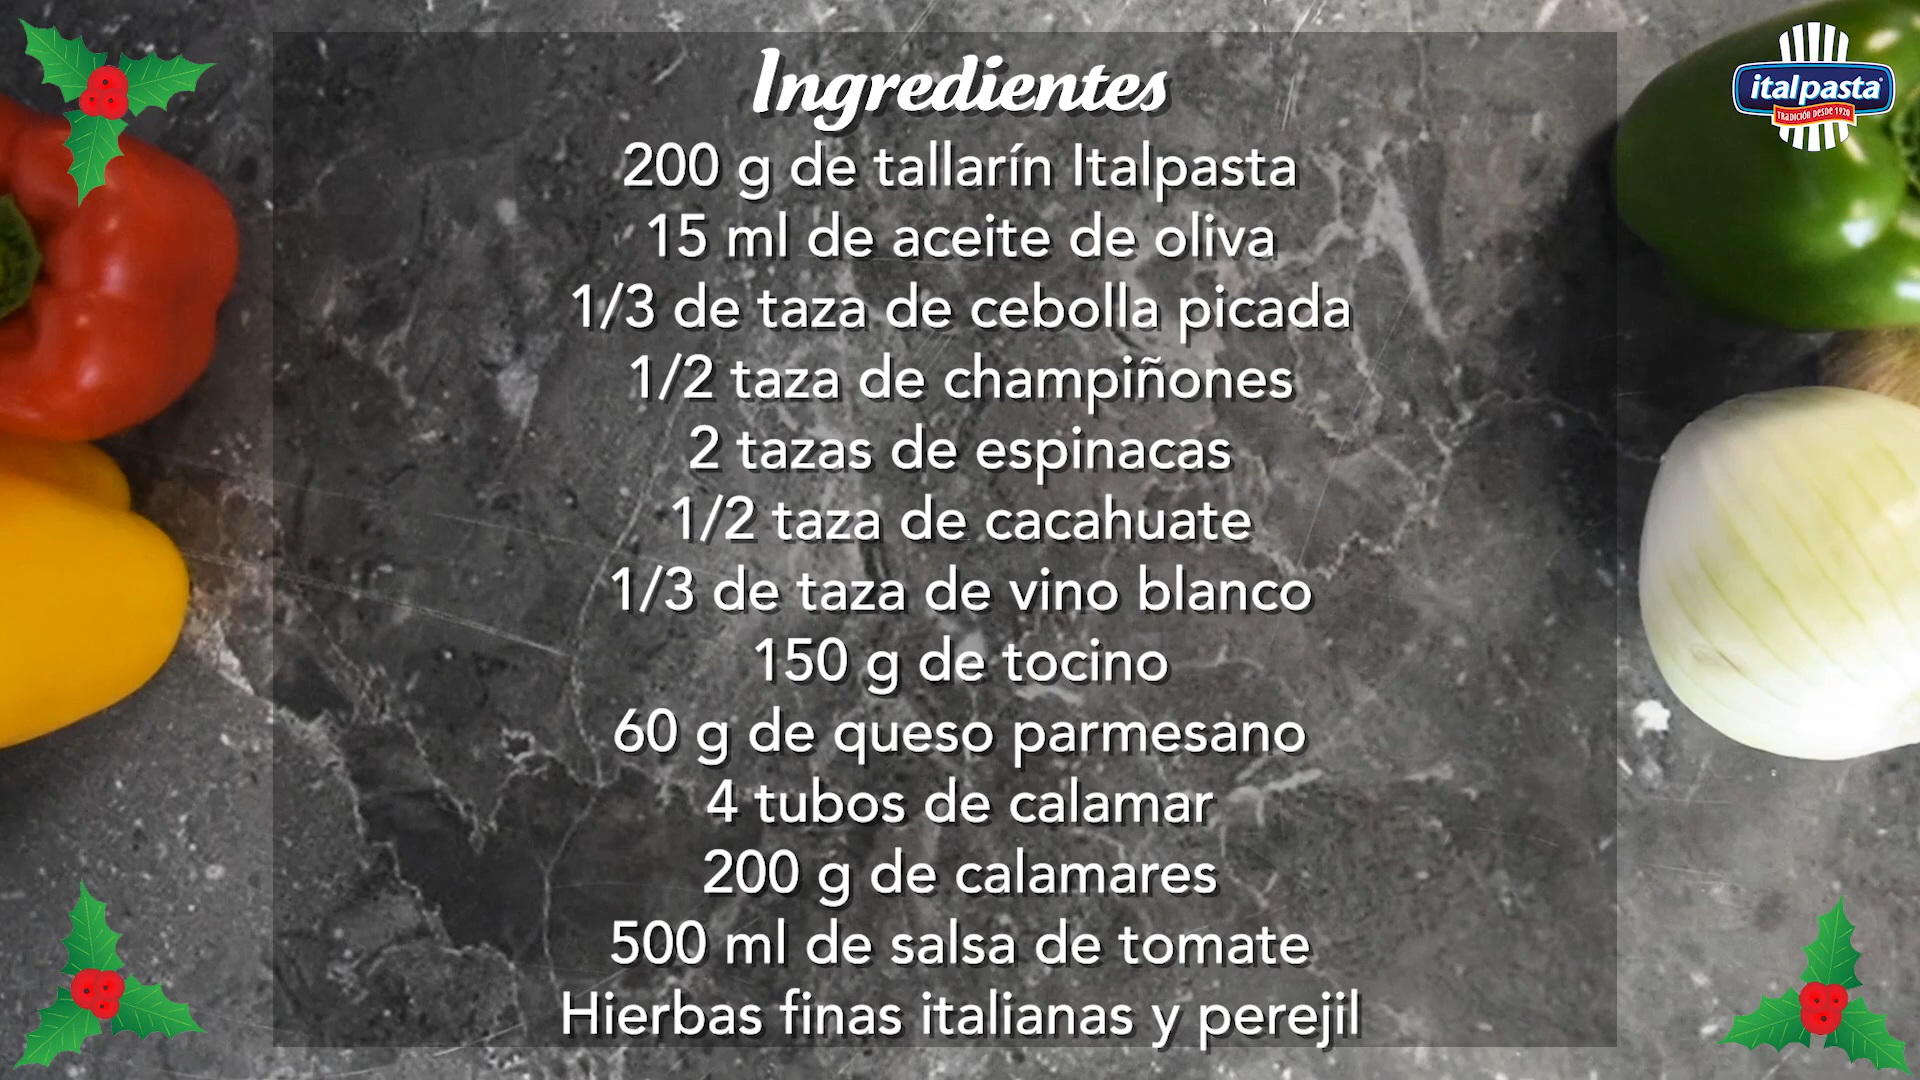 Ingredientes
italpasta
TRADICIÓN DESDE 1920
200 g de tallarín Italpasta
15 ml de aceite de oliva
1/3 de taza de cebolla picada
1/2 taza de champiñones
2 tazas de espinacas
1/2 taza de cacahuate
1/3 de taza de vino blanco
150 g de tocino
60 g de queso parmesano
4 tubos de calamar
200 g de calamares
500 ml de salsa de tomate
Hierbas finas italianas y perejil